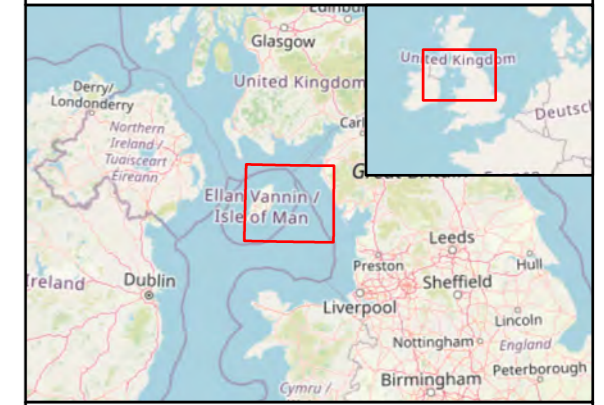 Glasgow
United Kingdom
Derry/
Londonderry
Northern
Ireland /
Tuaisceart
Éireann
Ellan Vannin /
Isle of Man
Ireland
Dublin
Preston
Leeds
Hull
Sheffield
Liverpool
Lincoln
Nottingham
England
Peterborough
Birmingham
Cymru /
United Kingdom